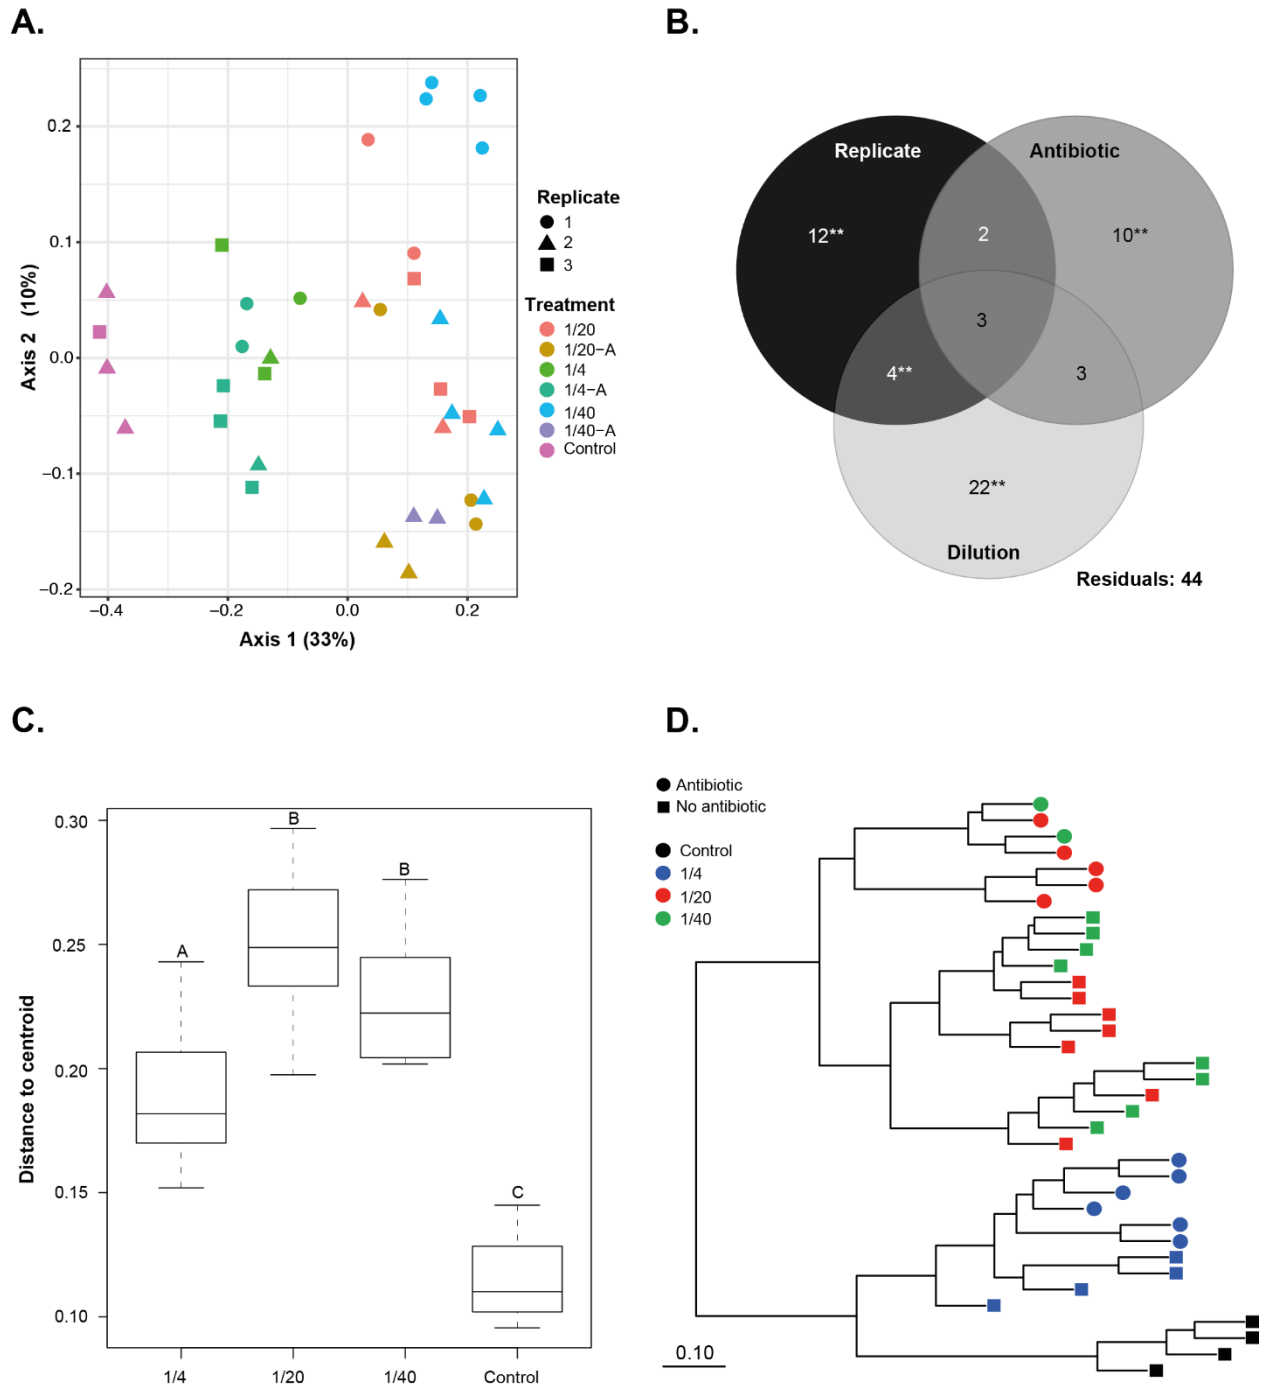 A.
0.2
0.1
0.0
−0.1
−0.2
−0.4
−0.2
0.0
0.2
Axis 2 (10%)
Axis 1 (33%)
Replicate
1
2
3
Treatment
1/20
1/20−A
1/4
1/4−A
1/40
1/40−A
Control
B.
Replicate
Antibiotic
12**
2
10**
3
4**
3
22**
Dilution
Residuals: 44
C.
0.30
0.25
0.20
0.15
0.10
Distance to centroid
A
B
B
C
1/4
1/20
1/40
Control
D.
Antibiotic
No antibiotic
Control
1/4
1/20
1/40
0.10